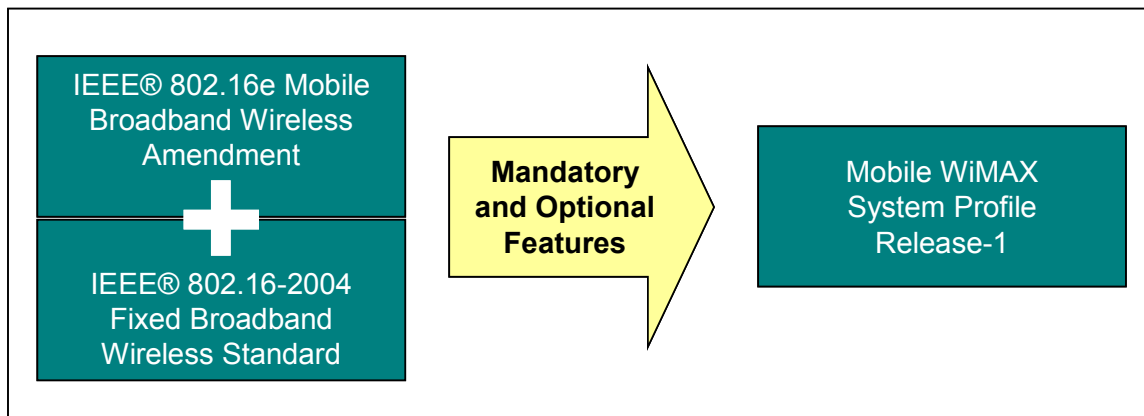 IEEE® 802.16e Mobile
Broadband Wireless
Amendment
IEEE® 802.16-2004
Fixed Broadband
Wireless Standard
Mandatory
and Optional
Features
Mobile WiMAX
System Profile
Release-1